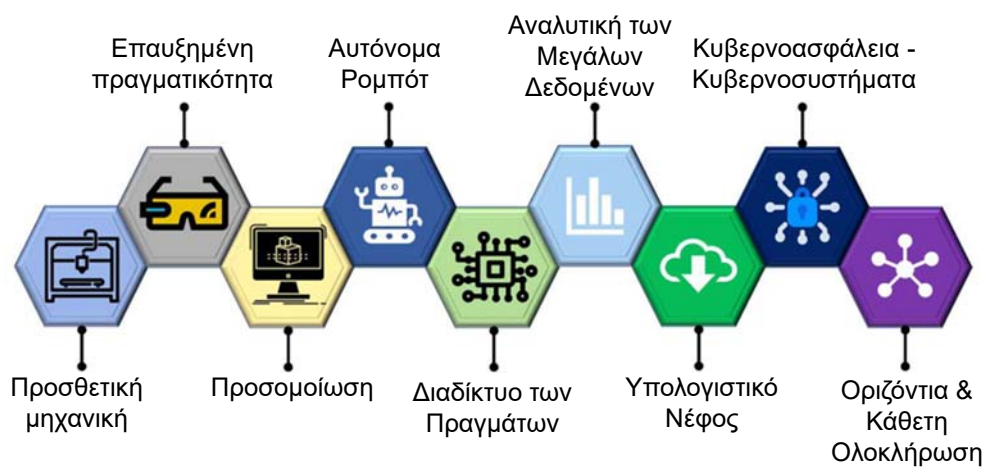 Επαυξημένη
πραγματικότητα
Αυτόνομα
Ρομπότ
Αναλυτική των
Μεγάλων
Δεδομένων
Κυβερνοασφάλεια -
Κυβερνοσυστήματα
Προσθετική
μηχανική
Προσομοίωση
Διαδίκτυο των
Πραγμάτων
Υπολογιστικό
Νέφος
Οριζόντια &
Κάθετη
Ολοκλήρωση